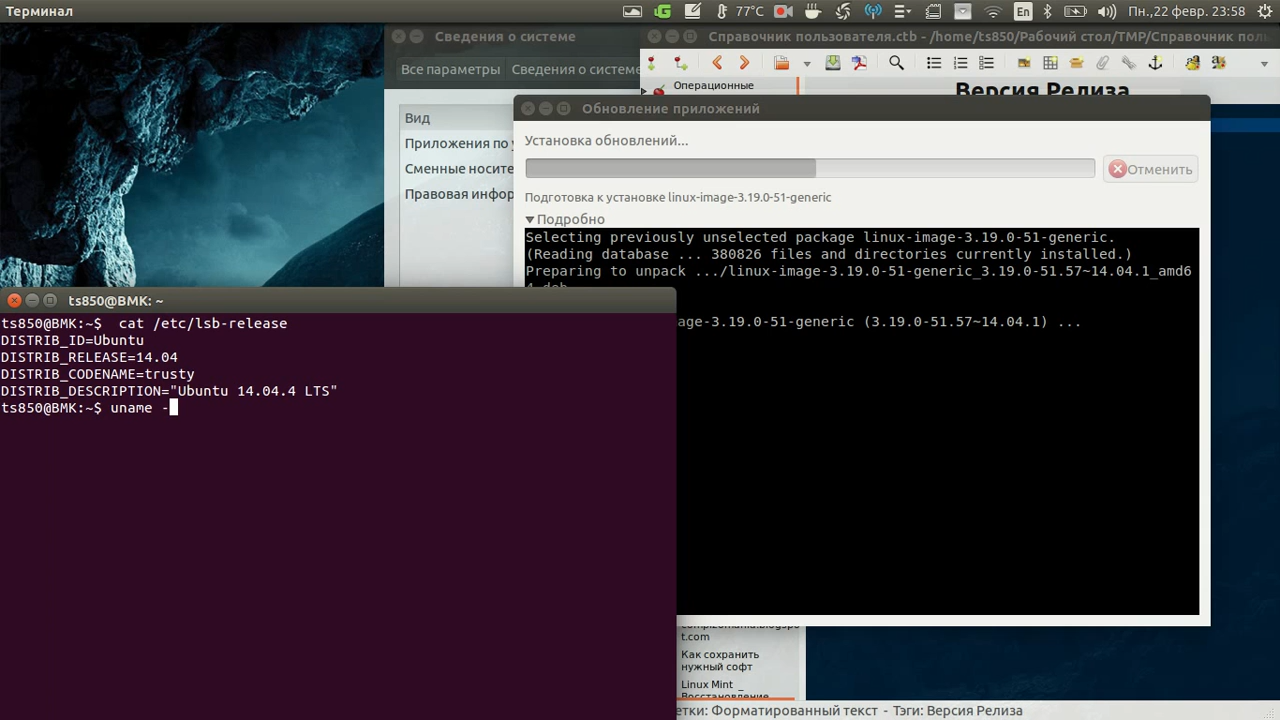 Терминал
77°C
En
Пн.,22 февр. 23:58
Сведения о системе
Справочник пользователя.ctb - /home/ts850/Рабочий стол/TMP/Справочник поль
Все параметры
Сведения о системе
Операционные
Версия Релиза
Обновление приложений
Вид
Приложения по у
Сменные носите
Правовая инфор
Установка обновлений...
Отменить
Подготовка к установке linux-image-3.19.0-51-generic
Подробно
Selecting previously unselected package linux-image-3.19.0-51-generic.
(Reading database ... 380826 files and directories currently installed.)
Preparing to unpack .../linux-image-3.19.0-51-generic_3.19.0-51.57~14.04.1_amd6
4.deb
age-3.19.0-51-generic (3.19.0-51.57~14.04.1) ...
ts850@BMK: ~
ts850@BMK:~$  cat /etc/lsb-release
DISTRIB_ID=Ubuntu
DISTRIB_RELEASE=14.04
DISTRIB_CODENAME=trusty
DISTRIB_DESCRIPTION="Ubuntu 14.04.4 LTS"
ts850@BMK:~$ uname -
compizomania.blogspo
t.com
Как сохранить
нужный софт
Linux Mint _
Восстановление
етки: Форматированный текст - Тэги: Версия Релиза